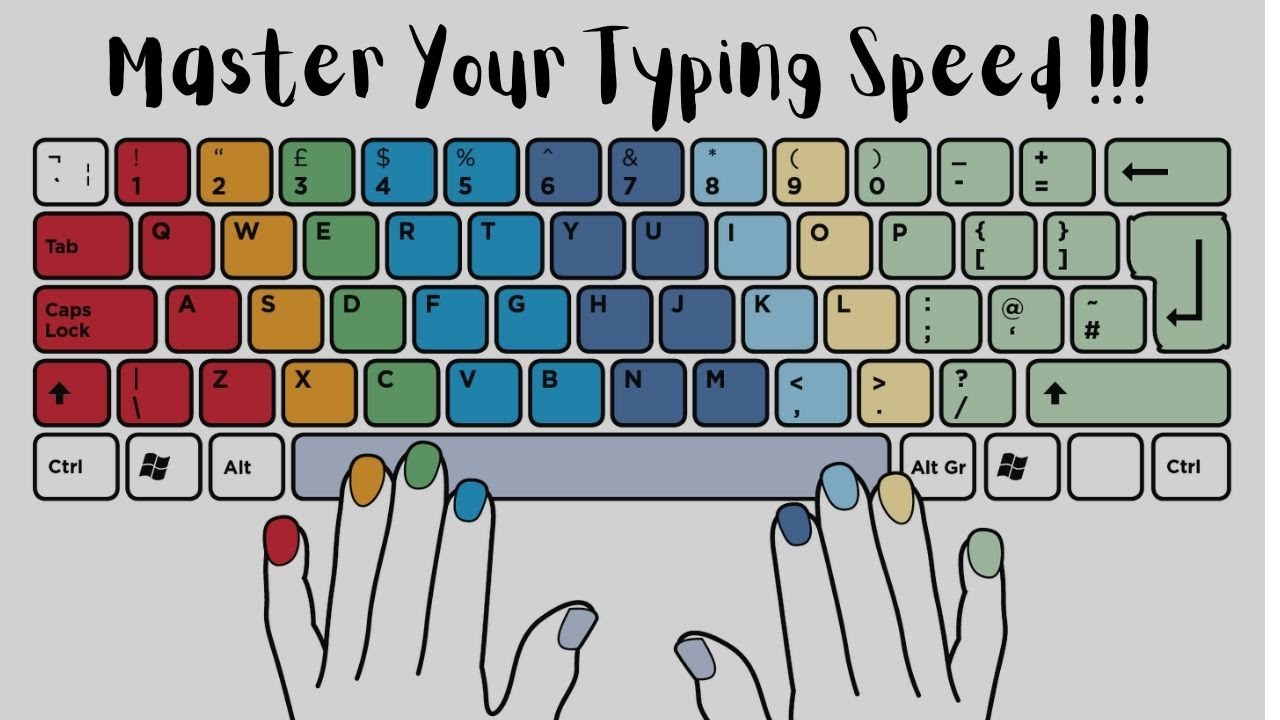 Master Your Typing Speed !!!
¬ ! “ £ $ % ^ & * ( ) _ +
` ¦ 1 2 3 4 5 6 7 8 9 0 - =
Tab Q W E R T Y U I O P { }
[ ]
Caps A S D F G H J K L : @ ~
Lock ; ‘ #
| Z X C V B N M < > ?
\ , . /
Ctrl Alt Alt Gr Ctrl